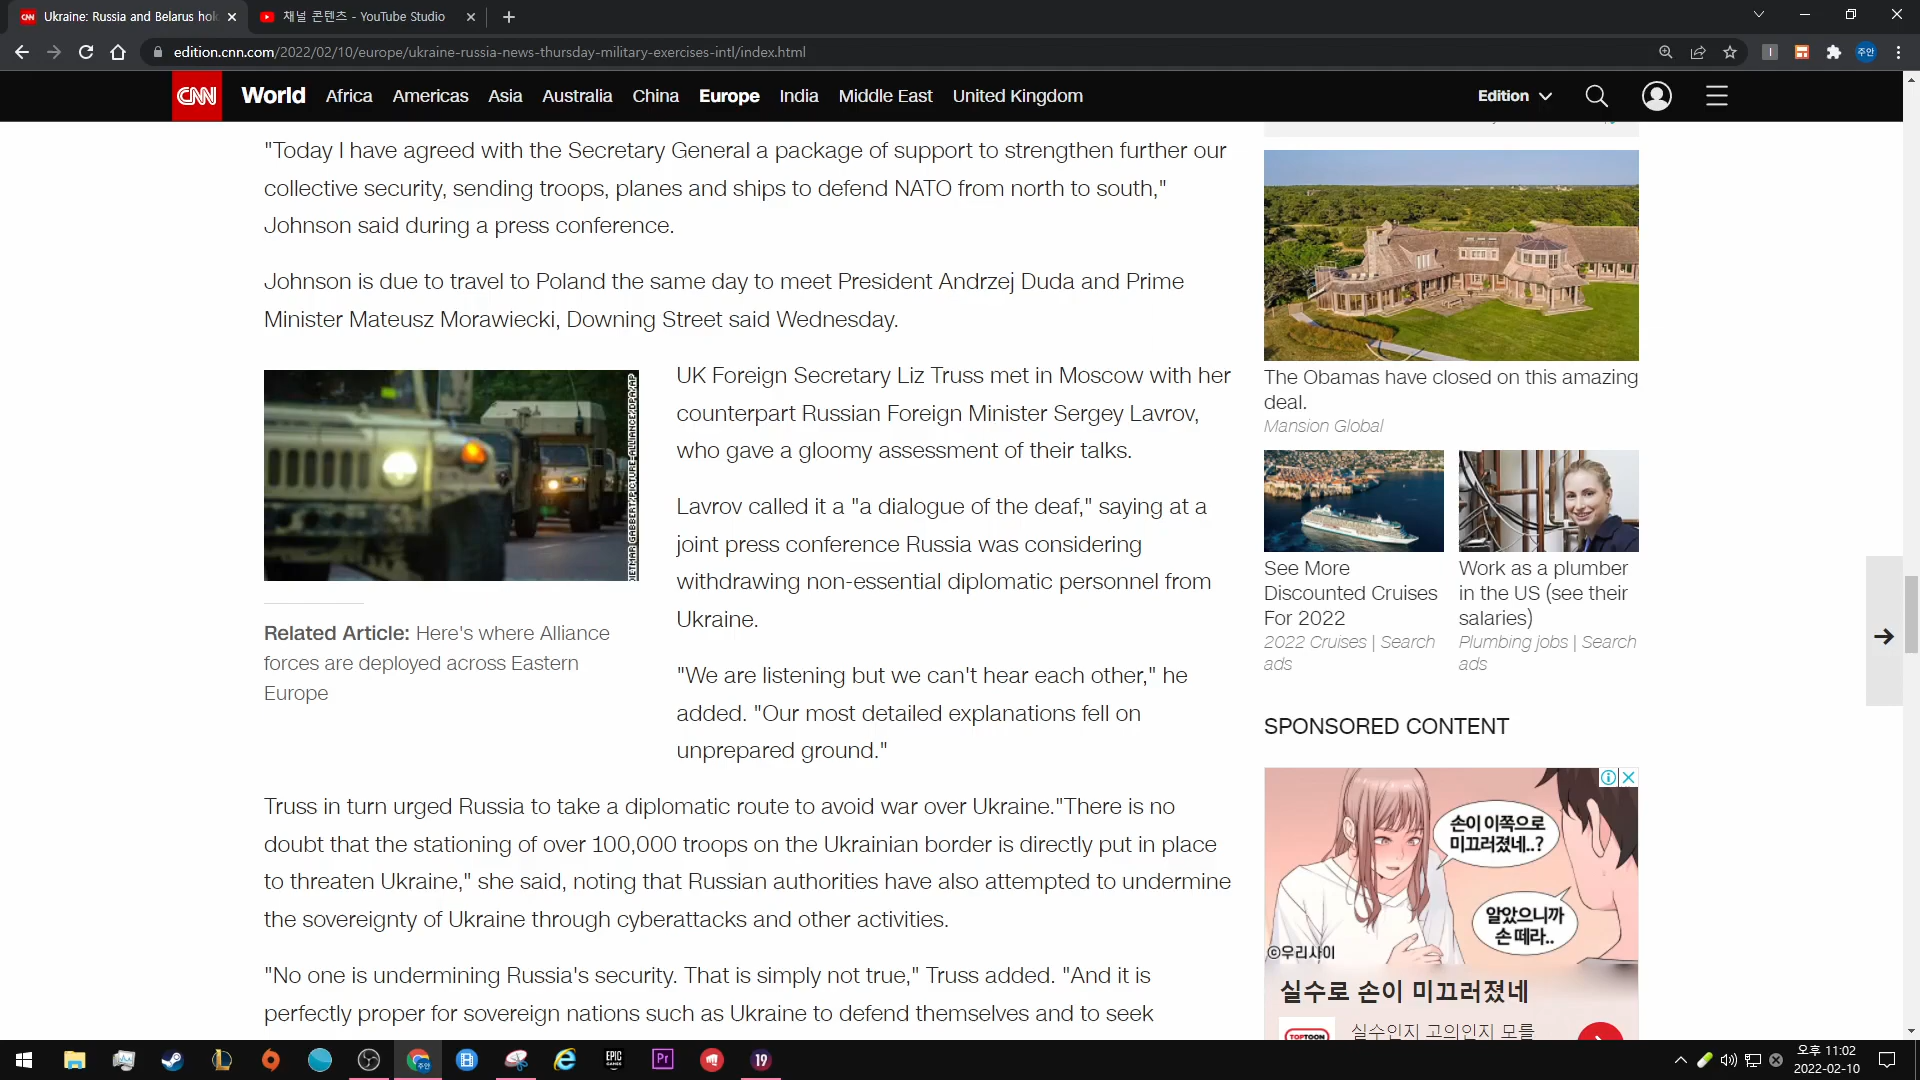 Ukraine: Russia and Belarus hol
채널 콘텐츠 - YouTube Studio
edition.cnn.com/2022/02/10/europe/ukraine-russia-news-thursday-military-exercises-intl/index.html
주안
CNN World Africa Americas Asia Australia China Europe India Middle East United Kingdom Edition
"Today I have agreed with the Secretary General a package of support to strengthen further our
collective security, sending troops, planes and ships to defend NATO from north to south,"
Johnson said during a press conference.
Johnson is due to travel to Poland the same day to meet President Andrzej Duda and Prime
Minister Mateusz Morawiecki, Downing Street said Wednesday.
UK Foreign Secretary Liz Truss met in Moscow with her
counterpart Russian Foreign Minister Sergey Lavrov,
who gave a gloomy assessment of their talks.
Lavrov called it a "a dialogue of the deaf," saying at a
joint press conference Russia was considering
withdrawing non-essential diplomatic personnel from
Ukraine.
"We are listening but we can't hear each other," he
added. "Our most detailed explanations fell on
unprepared ground."
Related Article: Here's where Alliance
forces are deployed across Eastern
Europe
Truss in turn urged Russia to take a diplomatic route to avoid war over Ukraine."There is no
doubt that the stationing of over 100,000 troops on the Ukrainian border is directly put in place
to threaten Ukraine," she said, noting that Russian authorities have also attempted to undermine
the sovereignty of Ukraine through cyberattacks and other activities.
"No one is undermining Russia's security. That is simply not true," Truss added. "And it is
perfectly proper for sovereign nations such as Ukraine to defend themselves and to seek
The Obamas have closed on this amazing
deal.
Mansion Global
See More
Discounted Cruises
For 2022
2022 Cruises | Search
ads
Work as a plumber
in the US (see their
salaries)
Plumbing jobs | Search
ads
SPONSORED CONTENT
손이 이쪽으로
미끄러졌네..?
알았으니까
손 떼라..
©우리사이
실수로 손이 미끄러졌네
TOPTOON
실수인지 고의인지 모를
EPIC
GAMES
Pr
19
오후 11:02
2022-02-10